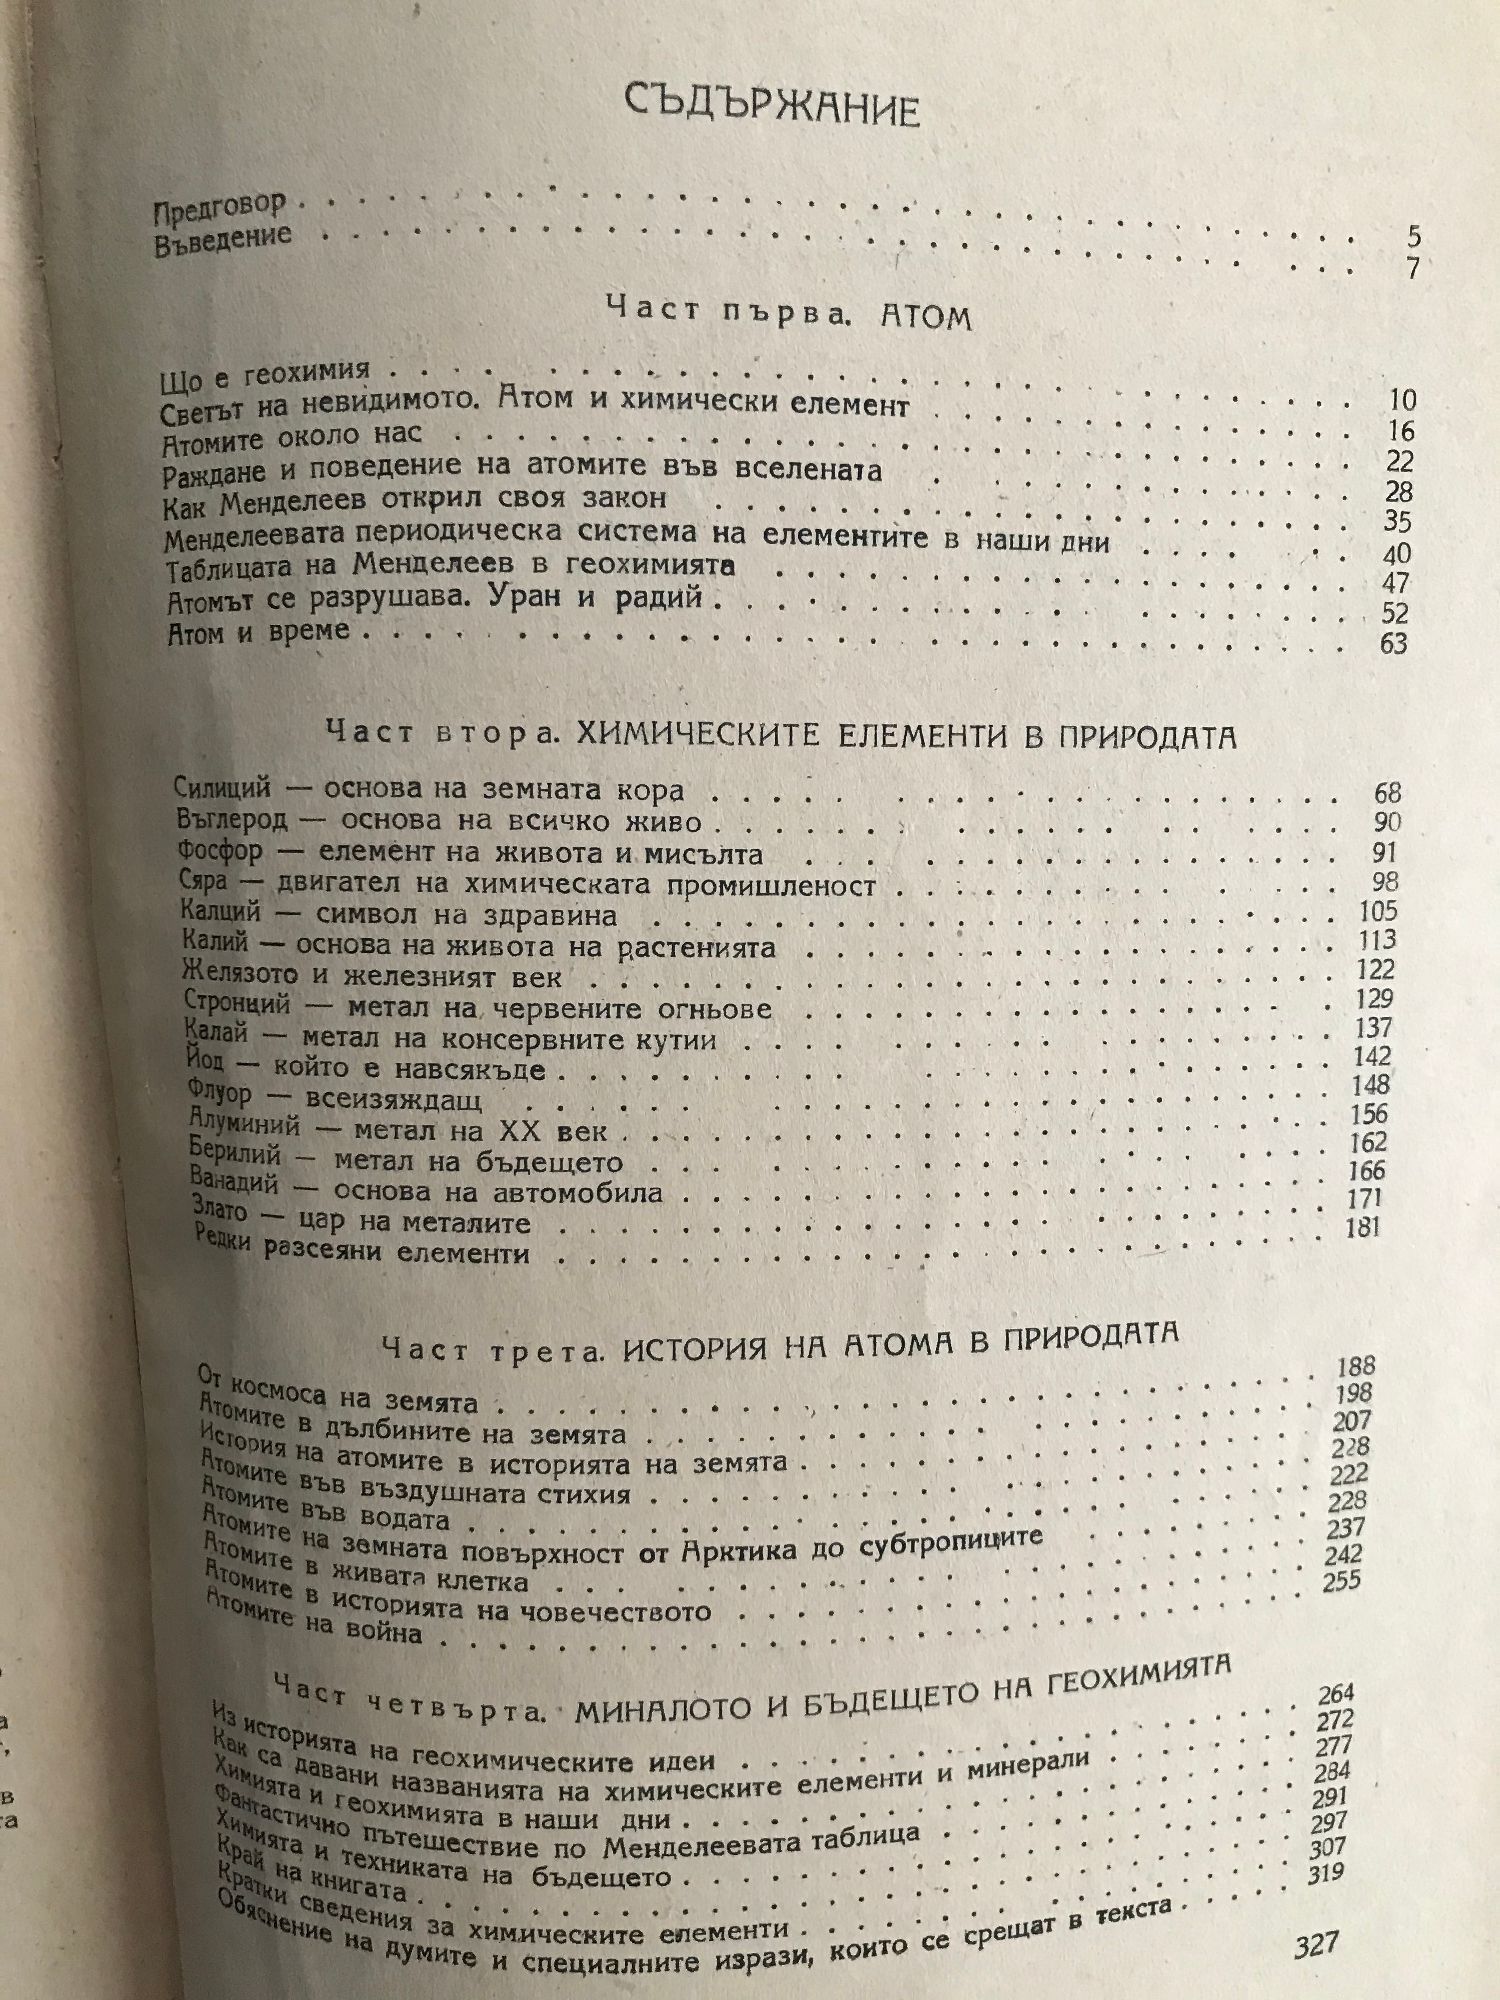 СЪДЪРЖАНИЕ
Предговор . . . . . . . . . . 5
Въведение . . . . . . . . . . 7
Част първа. АТОМ
Що е геохимия . . . . . . . . . . 10
Светът на невидимото. Атом и химически елемент . . . . . . . . . . 16
Атомите около нас . . . . . . . . . . 22
Раждане и поведение на атомите във вселената . . . . . . . . . . 28
Как Менделеев открил своя закон . . . . . . . . . . 35
Менделеевата периодическа система на елементите в наши дни . . . . . . 40
Таблицата на Менделеев в геохимията . . . . . . . . . . 47
Атомът се разрушава. Уран и радий . . . . . . . . . . 52
Атом и време . . . . . . . . . . 63
Част втора. ХИМИЧЕСКИТЕ ЕЛЕМЕНТИ В ПРИРОДАТА
Силиций — основа на земната кора . . . . . . . . . . 68
Въглерод — основа на всичко живо . . . . . . . . . . 90
Фосфор — елемент на живота и мисълта . . . . . . . . . . 91
Сяра — двигател на химическата промишленост . . . . . . . . . . 98
Калций — символ на здравина . . . . . . . . . . 105
Калий — основа на живота на растенията . . . . . . . . . . 113
Желязото и железният век . . . . . . . . . . 122
Стронций — метал на червените огньове . . . . . . . . . . 129
Калай — метал на консервните кутии . . . . . . . . . . 137
Йод — който е навсякъде . . . . . . . . . . 142
Флуор — всеизяждащ . . . . . . . . . . 148
Алуминий — метал на XX век . . . . . . . . . . 156
Берилий — метал на бъдещето . . . . . . . . . . 162
Ванадий — основа на автомобила . . . . . . . . . . 166
Злато — цар на металите . . . . . . . . . . 171
Редки разсеяни елементи . . . . . . . . . . 181
Част трета. ИСТОРИЯ НА АТОМА В ПРИРОДАТА
От космоса на земята . . . . . . . . . . 188
Атомите в дълбините на земята . . . . . . . . . . 198
История на атомите в историята на земята . . . . . . . . . . 207
Атомите във въздушната стихия . . . . . . . . . . 228
Атомите във водата . . . . . . . . . . 222
Атомите на земната повърхност от Арктика до субтропиците . . . . . . 228
Атомите в живата клетка . . . . . . . . . . 237
Атомите в историята на човечеството . . . . . . . . . . 242
Атомите на война . . . . . . . . . . 255
Част четвърта. МИНАЛОТО И БЪДЕЩЕТО НА ГЕОХИМИЯТА
Из историята на геохимическите идеи . . . . . . . . . . 264
Как са давани названията на химическите елементи и минерали . . . . . . 272
Химията и геохимията в наши дни . . . . . . . . . . 277
Фантастично пътешествие по Менделеевата таблица . . . . . . . . . . 284
Химията и техниката на бъдещето . . . . . . . . . . 291
Край на книгата . . . . . . . . . . 297
Кратки сведения за химическите елементи . . . . . . . . . . 307
Обяснение на думите и специалните изрази, които се срещат в текста . . . . . 319
327